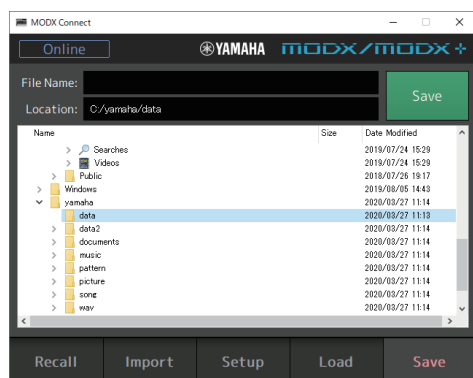 MODX Connect
Online YAMAHA MODX/MODX+
File Name:
Save
Location: C:/yamaha/data
Name Size Date Modified
Searches 2019/07/24 15:29
Videos 2019/07/24 15:29
Public 2018/07/26 19:17
Windows 2019/08/05 14:43
yamaha 2020/03/27 11:14
data 2020/03/27 11:13
data2 2020/03/27 11:14
documents 2020/03/27 11:14
music 2020/03/27 11:14
pattern 2020/03/27 11:14
picture 2020/03/27 11:14
song 2020/03/27 11:14
wav 2020/03/27 11:14
Recall Import Setup Load Save